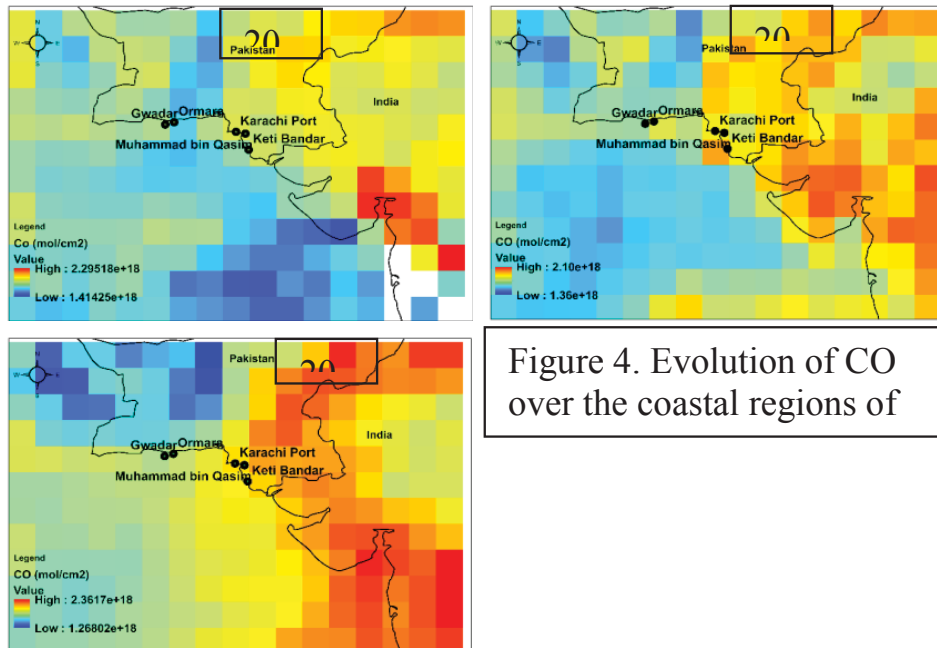 20
Pakistan
N
W E
S
India
Gwadar Ormara
Karachi Port
Keti Bandar
Muhammad bin Qasim
Legend
Co (mol/cm2)
Value
High : 2.29518e+18
Low : 1.41425e+18
20
Pakistan
N
W E
S
India
Gwadar Ormara
Karachi Port
Keti Bandar
Muhammad bin Qasim
Legend
CO (mol/cm2)
Value
High : 2.10e+18
Low : 1.36e+18
20
Pakistan
N
W E
S
India
Gwadar Ormara
Karachi Port
Keti Bandar
Muhammad bin Qasim
Legend
CO (mol/cm2)
Value
High : 2.3617e+18
Low : 1.26802e+18
Figure 4. Evolution of CO
over the coastal regions of